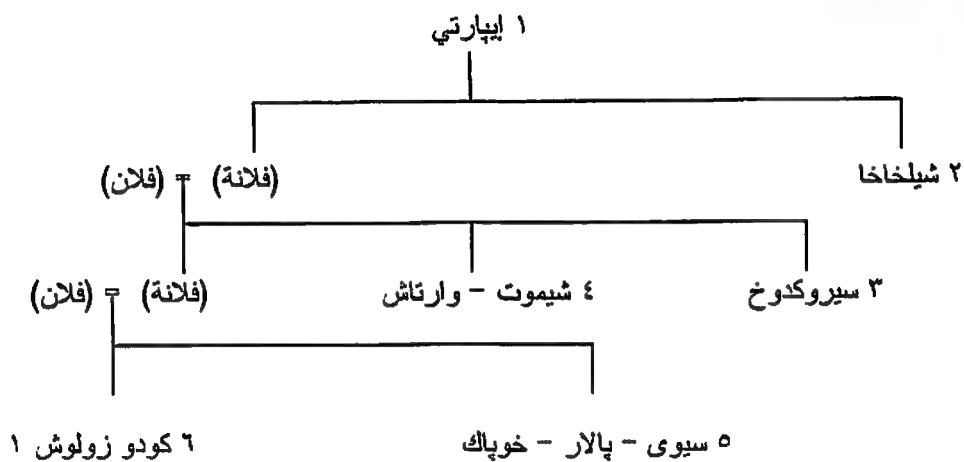 ١ إيپارتي
٢ شيلخاخا (فلانة) = (فلان)
٣ سيروكدوخ ٤ شيموت – وارتاش (فلانة) = (فلان)
٥ سيوى – پالار – خوپاك ٦ كودو زولوش ١